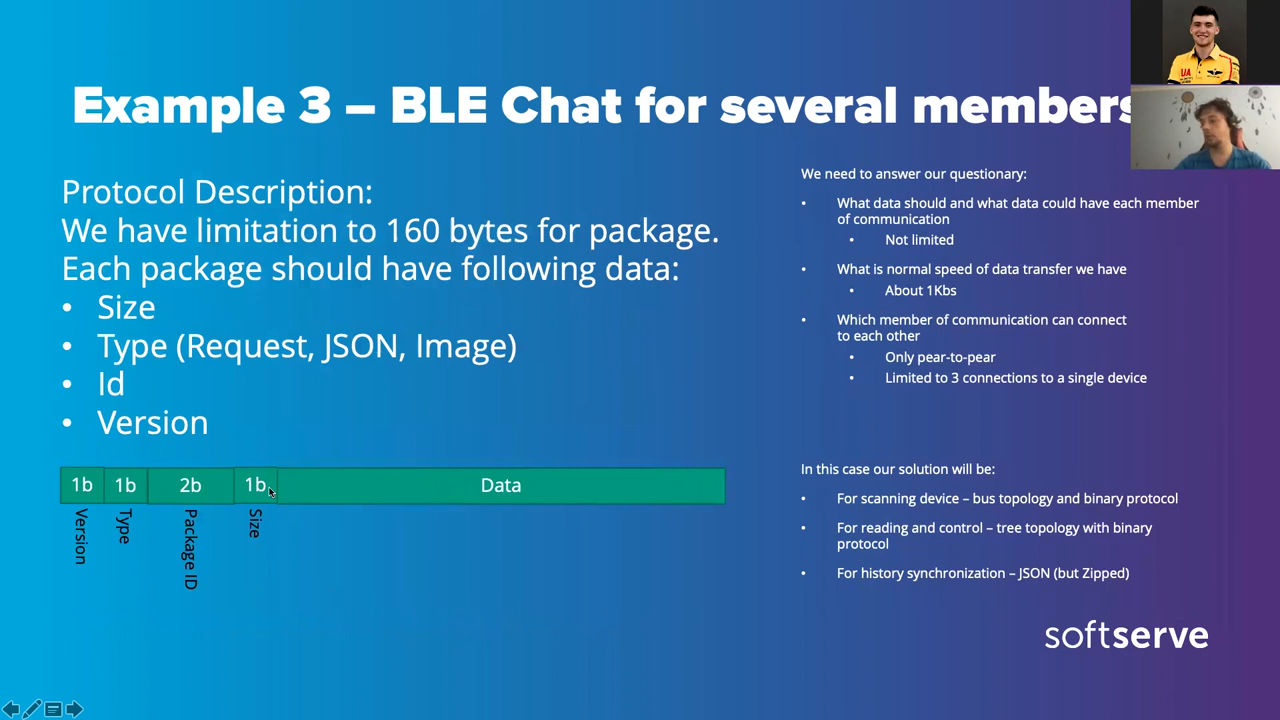 Example 3 – BLE Chat for several members
Protocol Description:
We have limitation to 160 bytes for package.
Each package should have following data:
• Size
• Type (Request, JSON, Image)
• Id
• Version
1b 1b 2b 1b Data
Version Type Package ID Size
We need to answer our questionary:
• What data should and what data could have each member
of communication
• Not limited
• What is normal speed of data transfer we have
• About 1Kbs
• Which member of communication can connect
to each other
• Only pear-to-pear
• Limited to 3 connections to a single device
In this case our solution will be:
• For scanning device – bus topology and binary protocol
• For reading and control – tree topology with binary
protocol
• For history synchronization – JSON (but Zipped)
softserve
UA